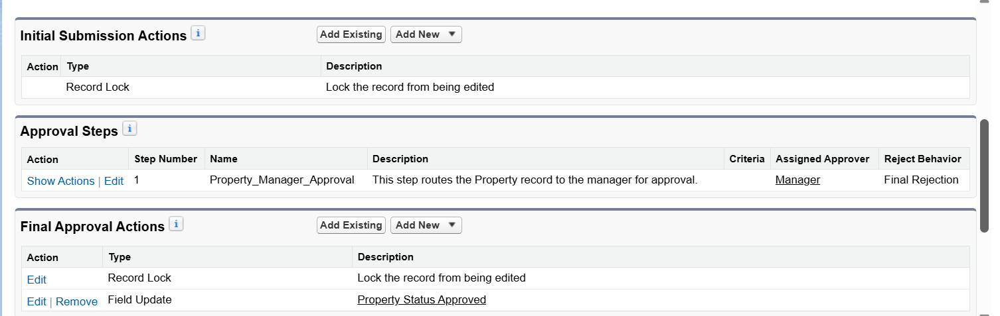 Initial Submission Actions i Add Existing Add New
Action Type Description
Record Lock Lock the record from being edited
Approval Steps i
Action Step Number Name Description Criteria Assigned Approver Reject Behavior
Show Actions | Edit 1 Property_Manager_Approval This step routes the Property record to the manager for approval. Manager Final Rejection
Final Approval Actions i Add Existing Add New
Action Type Description
Edit Record Lock Lock the record from being edited
Edit | Remove Field Update Property Status Approved